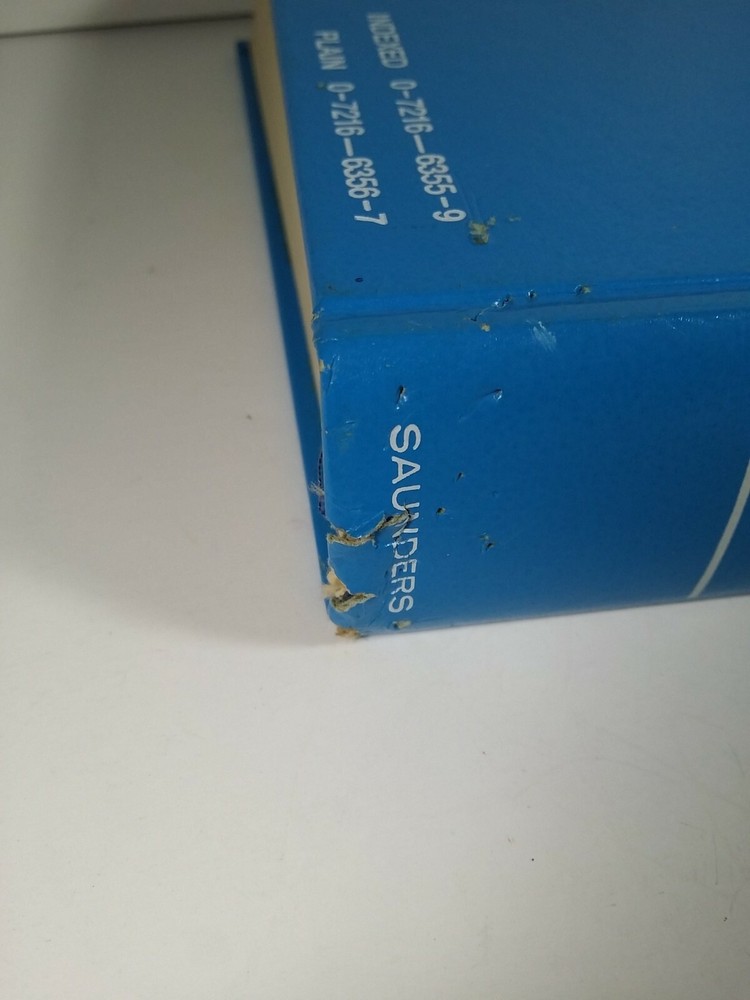 INDEXED 0-7216—6355-9
PLAIN 0-7216—6356-7
SAUNDERS